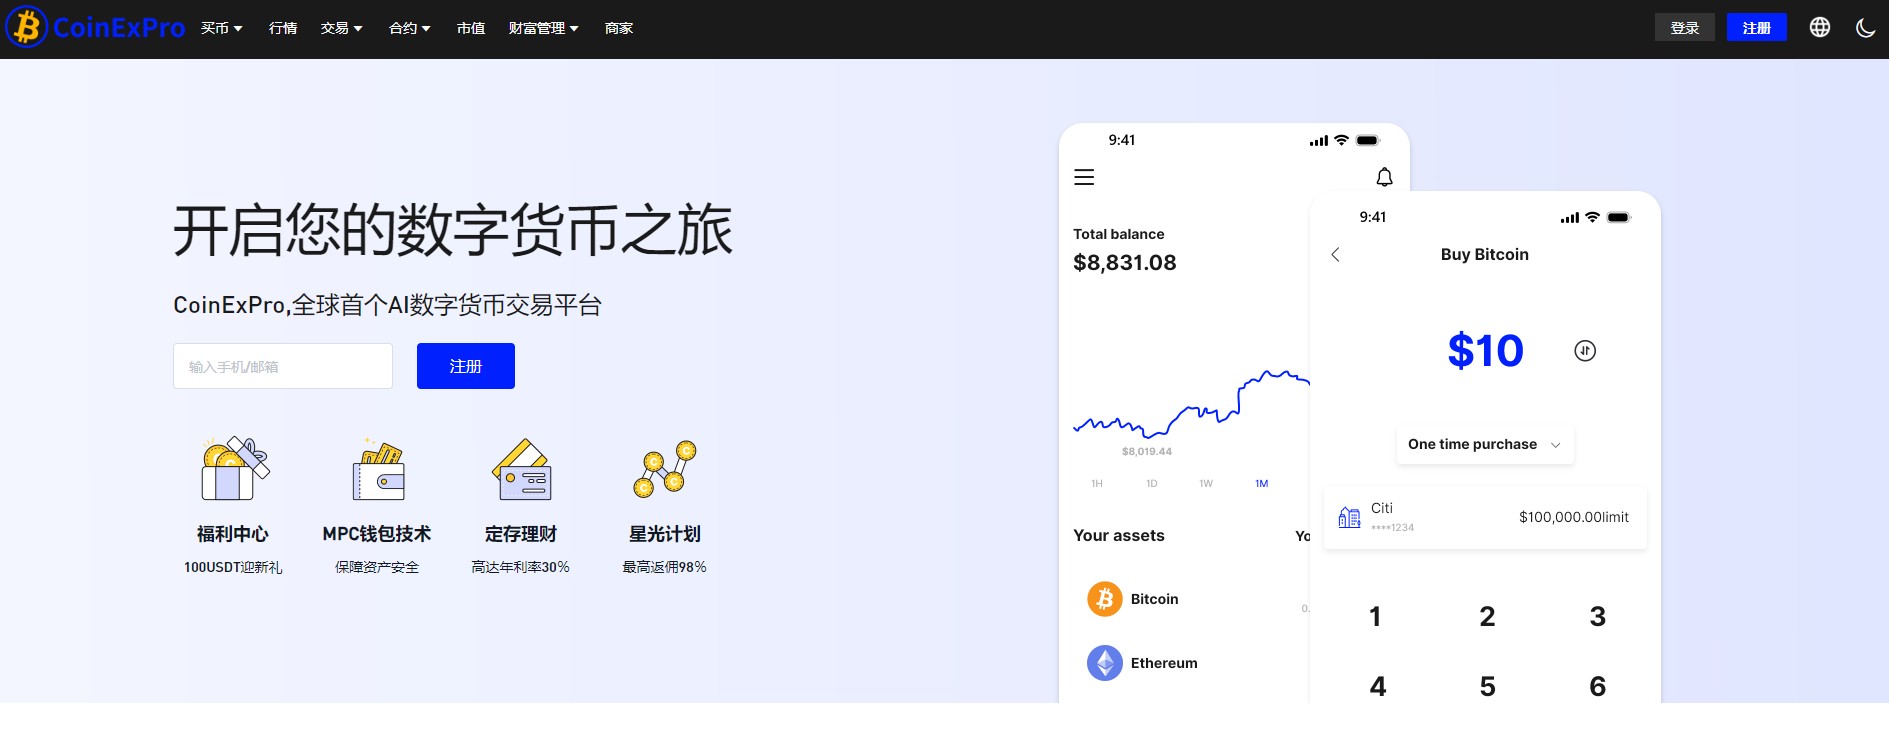 CoinExPro 买币 行情 交易 合约 市值 财富管理 商家 登录 注册
开启您的数字货币之旅
CoinExPro,全球首个AI数字货币交易平台
输入手机/邮箱 注册
福利中心 MPC钱包技术 定存理财 星光计划
100USDT迎新礼 保障资产安全 高达年利率30% 最高返佣98%
9:41
Total balance
$8,831.08
$8,019.44
1H 1D 1W 1M
Your assets Yo
Bitcoin 0.
Ethereum
9:41
Buy Bitcoin
$10
One time purchase
Citi
****1234
$100,000.00limit
1 2 3
4 5 6